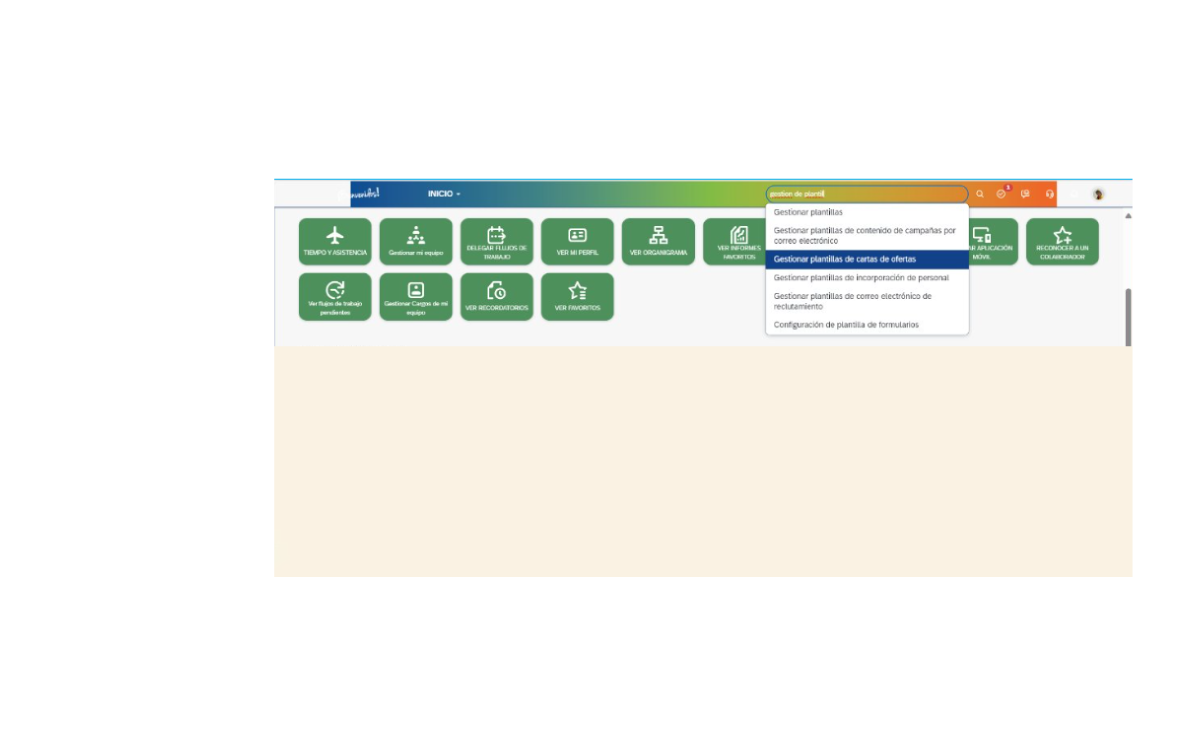 INICIO
gestion de plantil
3
Gestionar plantillas
Gestionar plantillas de contenido de campañas por
correo electrónico
Gestionar plantillas de cartas de ofertas
Gestionar plantillas de incorporación de personal
Gestionar plantillas de correo electrónico de
reclutamiento
Configuración de plantilla de formularios
TIEMPO Y ASISTENCIA
Gestionar mi equipo
DELEGAR FLUJOS DE
TRABAJO
VER MI PERFIL
VER ORGANIGRAMA
VER INFORMES
FAVORITOS
APLICACIÓN
MÓVIL
RECONOCER A UN
COLABORADOR
Ver flujos de trabajo
pendientes
Gestionar Cargos de mi
equipo
VER RECORDATORIOS
VER FAVORITOS